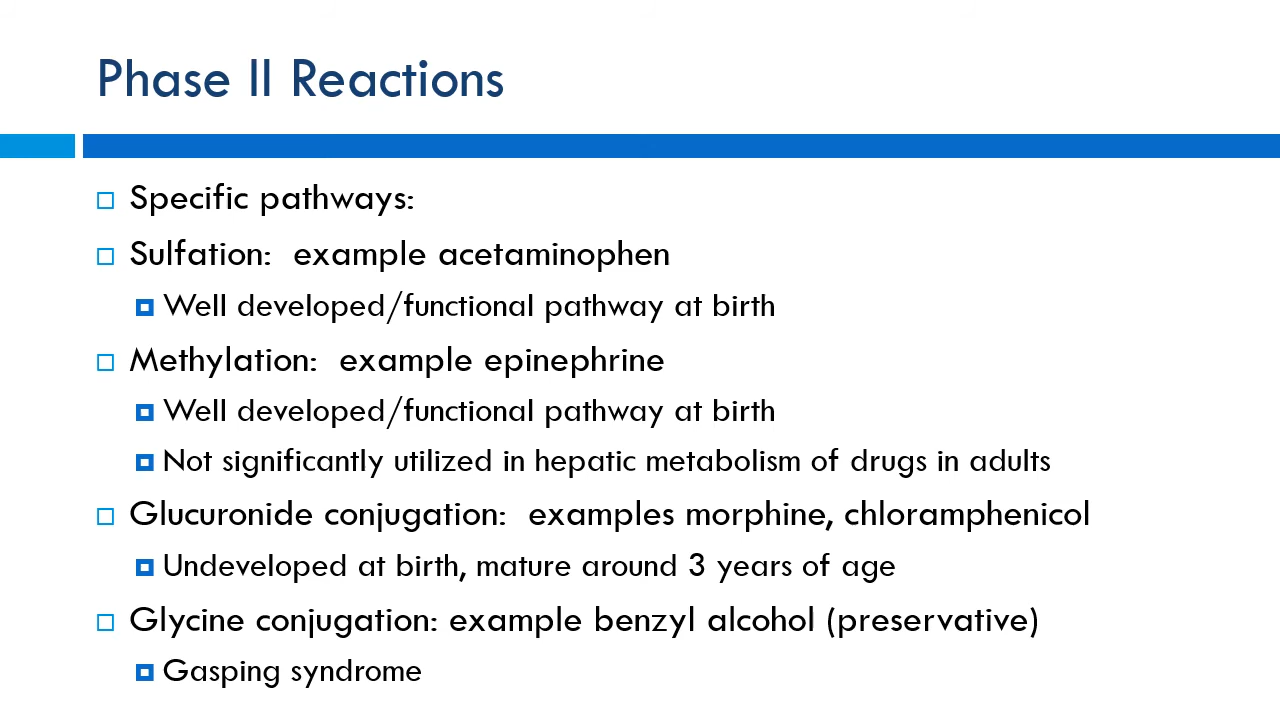 Phase II Reactions
Specific pathways:
Sulfation:  example acetaminophen
Well developed/functional pathway at birth
Methylation:  example epinephrine
Well developed/functional pathway at birth
Not significantly utilized in hepatic metabolism of drugs in adults
Glucuronide conjugation:  examples morphine, chloramphenicol
Undeveloped at birth, mature around 3 years of age
Glycine conjugation: example benzyl alcohol (preservative)
Gasping syndrome